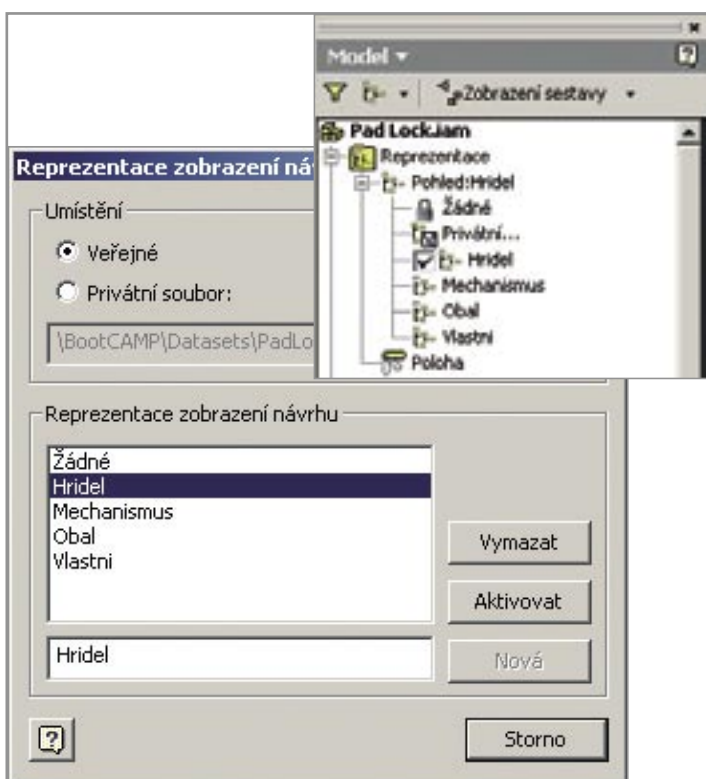 Model
Zobrazení sestavy
Pad Lock.iam
Reprezentace
Pohled:Hridel
Žádné
Privátní...
Hridel
Mechanismus
Obal
Vlastni
Poloha
Reprezentace zobrazení ná
Umístění
Veřejné
Privátní soubor:
\BootCAMP\Datasets\PadLo
Reprezentace zobrazení návrhu
Žádné
Hridel
Mechanismus
Obal
Vlastni
Vymazat
Aktivovat
Hridel
Nová
Storno